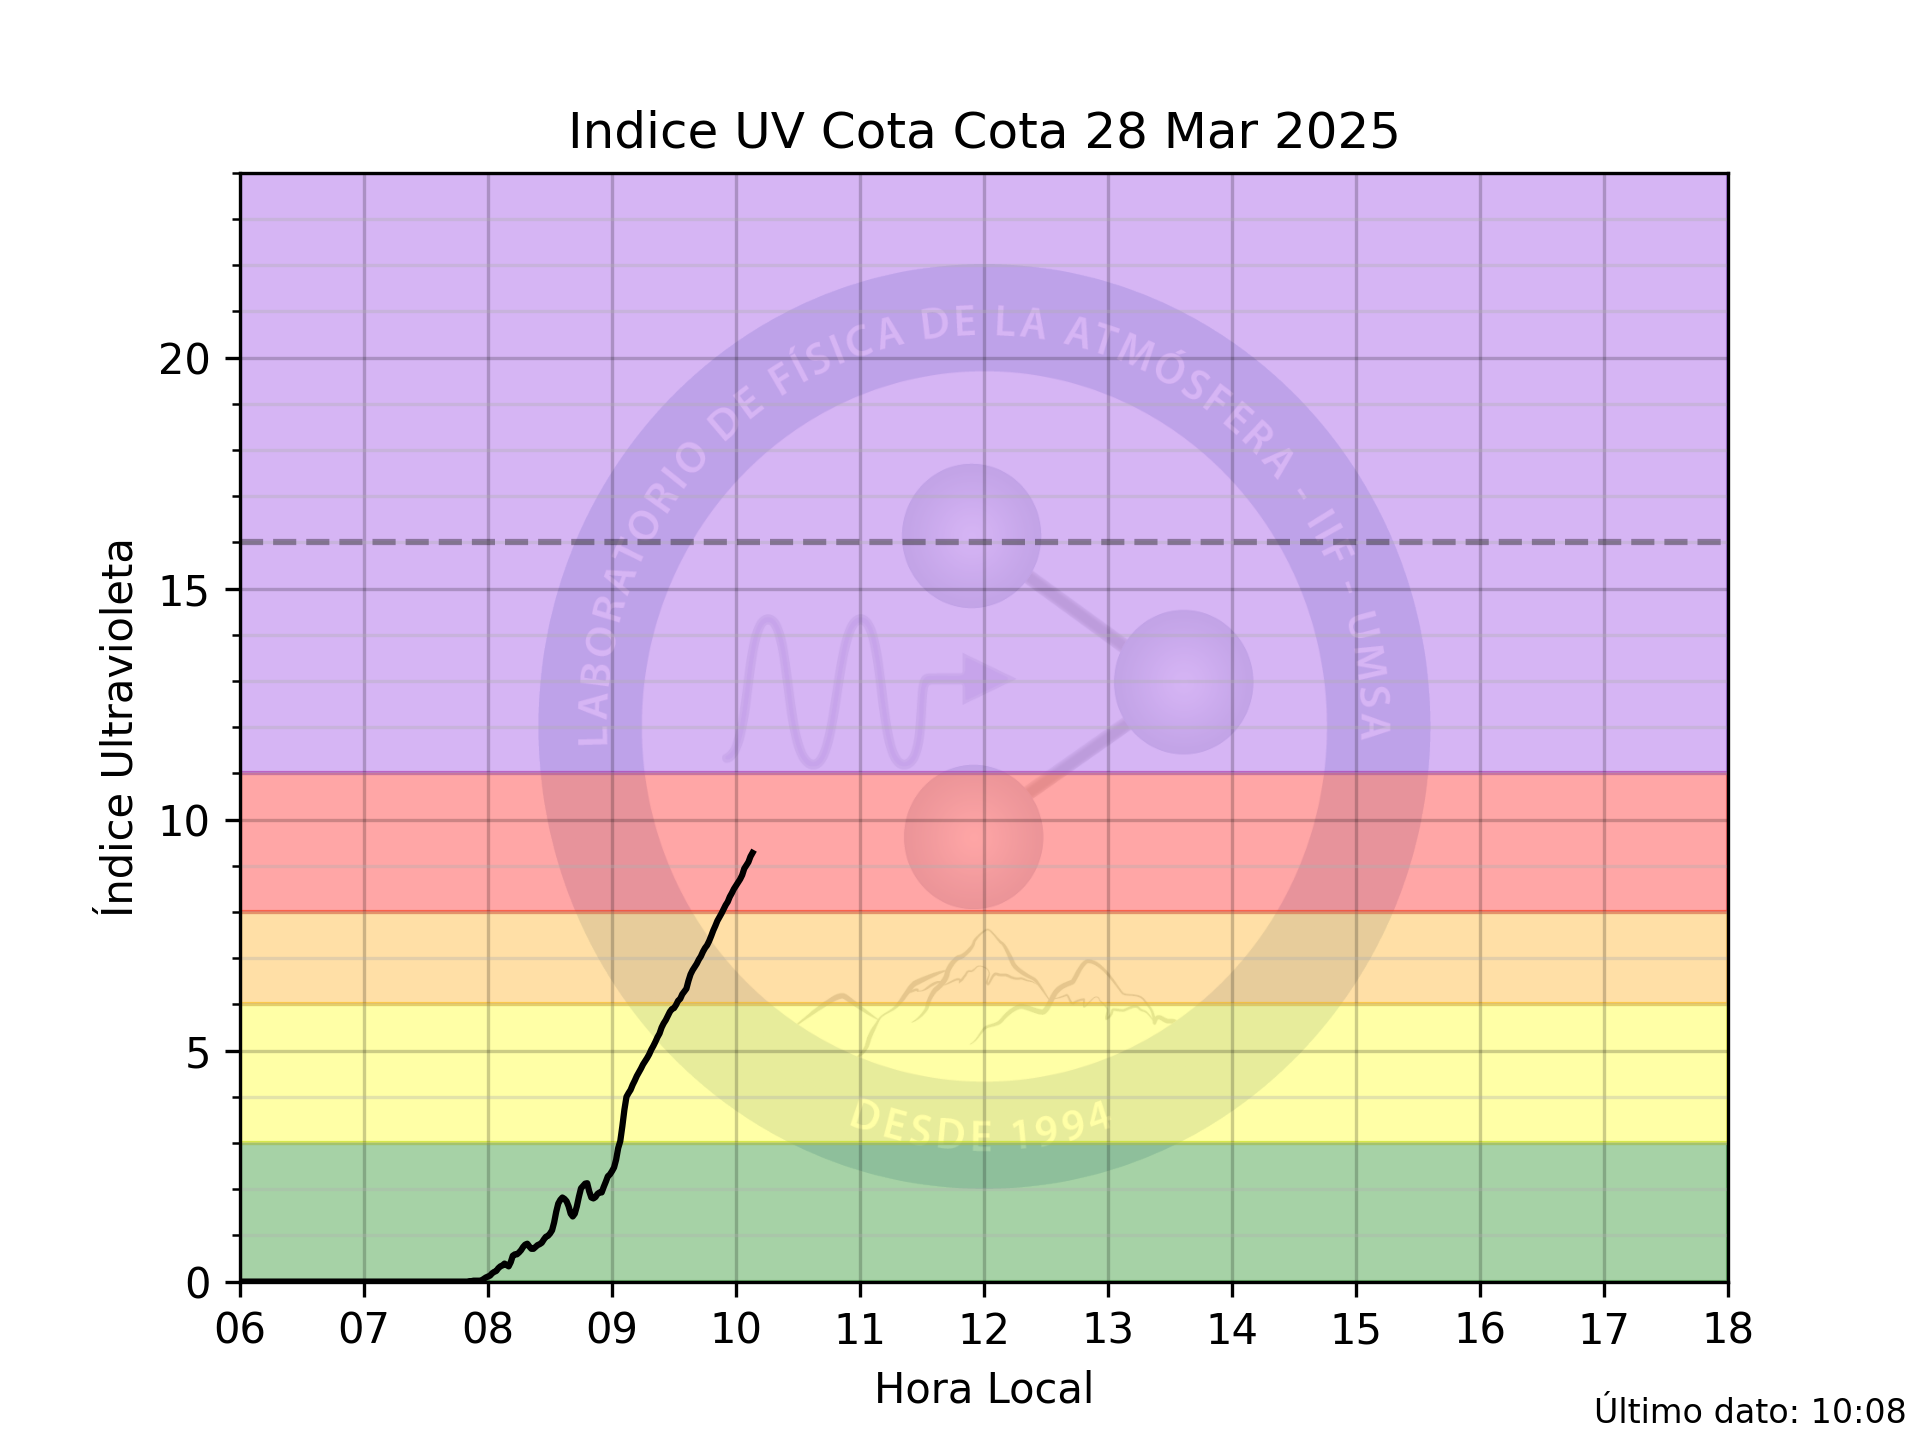 Indice UV Cota Cota 28 Mar 2025
LABORATORIO DE FÍSICA DE LA ATMÓSFERA - IIF - UMSA
DESDE 1994
Índice Ultravioleta
20
15
10
5
0
06 07 08 09 10 11 12 13 14 15 16 17 18
Hora Local
Último dato: 10:08